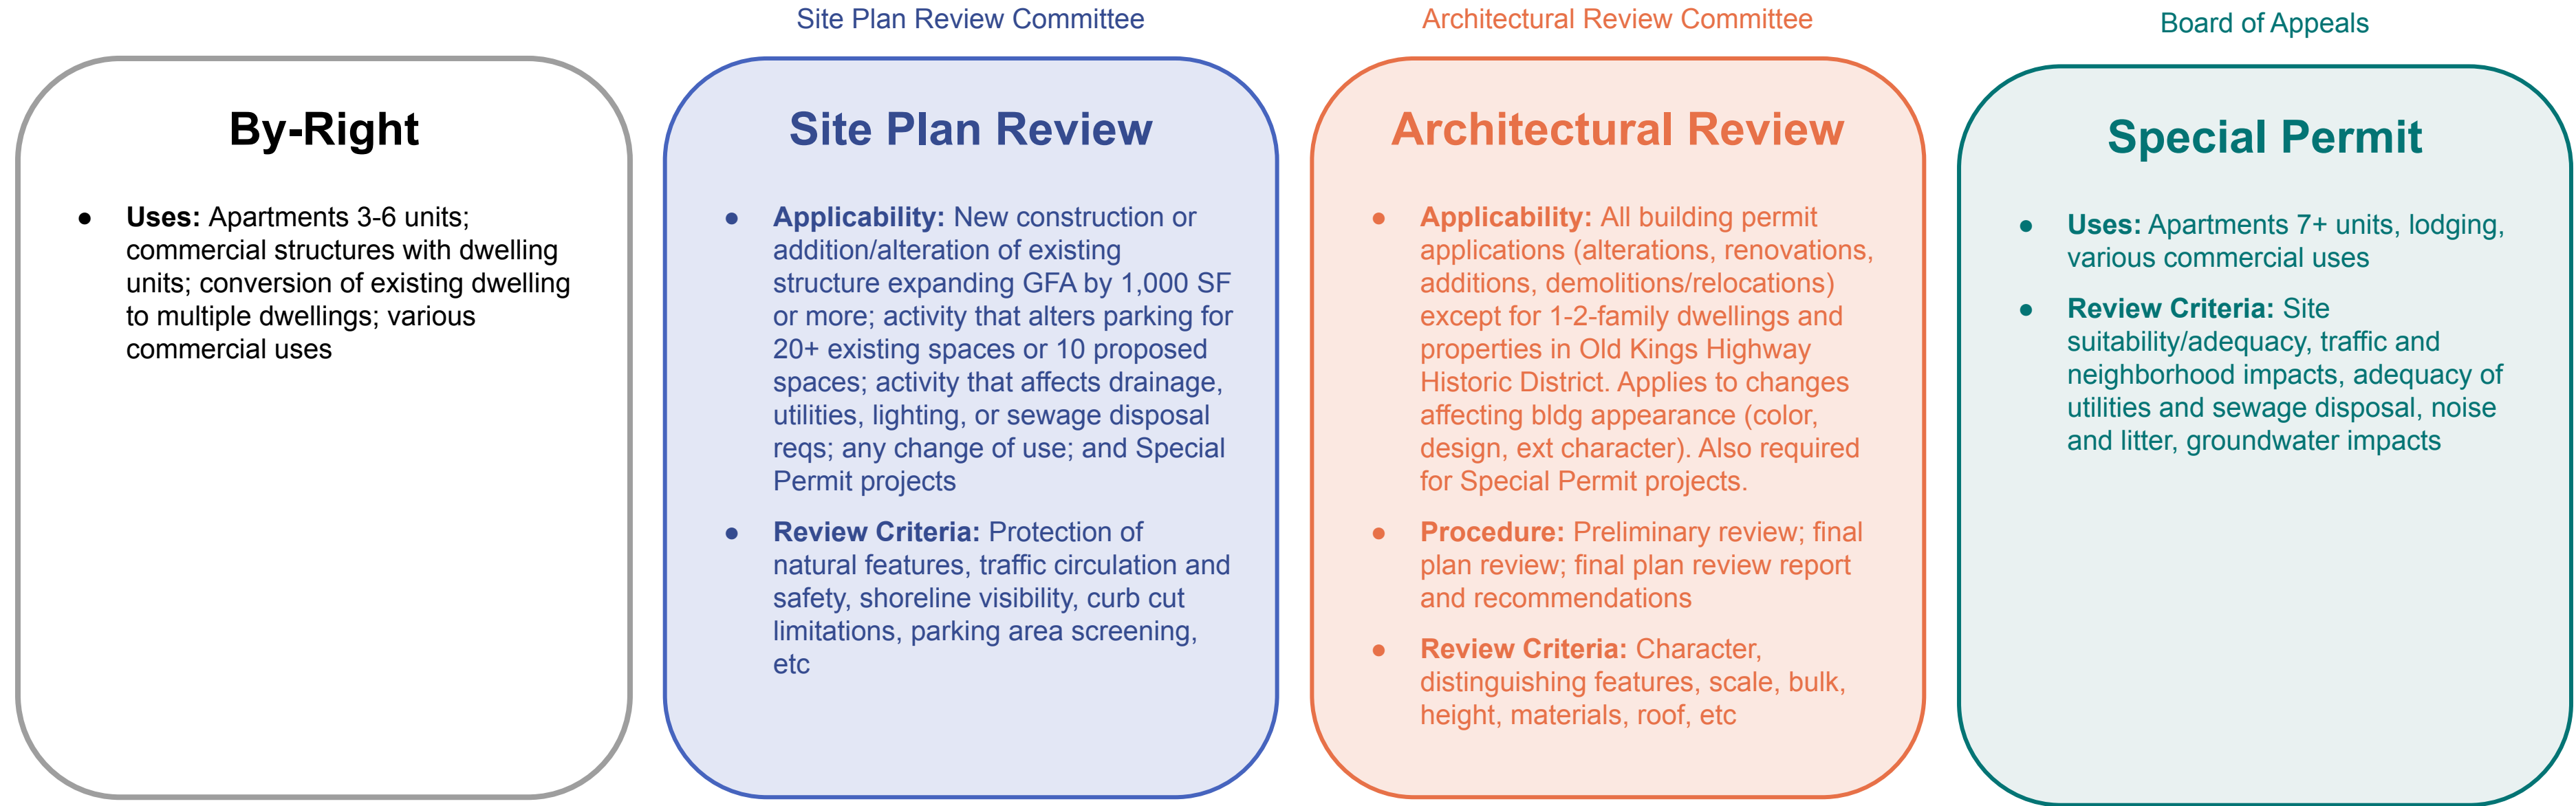 Site Plan Review Committee
Architectural Review Committee
Board of Appeals
By-Right
● Uses: Apartments 3-6 units;
commercial structures with dwelling
units; conversion of existing dwelling
to multiple dwellings; various
commercial uses
Site Plan Review
● Applicability: New construction or
addition/alteration of existing
structure expanding GFA by 1,000 SF
or more; activity that alters parking for
20+ existing spaces or 10 proposed
spaces; activity that affects drainage,
utilities, lighting, or sewage disposal
reqs; any change of use; and Special
Permit projects
● Review Criteria: Protection of
natural features, traffic circulation and
safety, shoreline visibility, curb cut
limitations, parking area screening,
etc
Architectural Review
● Applicability: All building permit
applications (alterations, renovations,
additions, demolitions/relocations)
except for 1-2-family dwellings and
properties in Old Kings Highway
Historic District. Applies to changes
affecting bldg appearance (color,
design, ext character). Also required
for Special Permit projects.
● Procedure: Preliminary review; final
plan review; final plan review report
and recommendations
● Review Criteria: Character,
distinguishing features, scale, bulk,
height, materials, roof, etc
Special Permit
● Uses: Apartments 7+ units, lodging,
various commercial uses
● Review Criteria: Site
suitability/adequacy, traffic and
neighborhood impacts, adequacy of
utilities and sewage disposal, noise
and litter, groundwater impacts